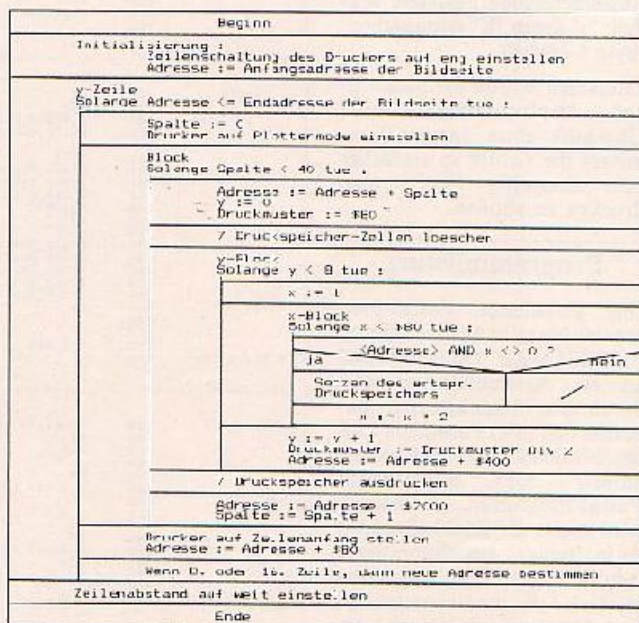 Beginn
Initialisierung :
Zeilenschaltung des Druckers auf eng einstellen
Adresse := Anfangsadresse der Bildseite
y-Zeile
Solange Adresse <= Endadresse der Bildseite tue :
Spalte := 0
Drucker auf Plottermode einstellen
Block
Solange Spalte < 40 tue :
Adresse := Adresse + Spalte
y := 0
Druckmuster := $80
7 Druckspeicher-Zellen loeschen
y-Block
Solange y < 8 tue :
x := 1
x-Block
Solange x < $80 tue :
<Adresse> AND x <> 0 ?
ja
nein
Setzen des entspr.
Druckspeichers
x := x * 2
y := y + 1
Druckmuster := Druckmuster DIV 2
Adresse := Adresse + $400
7 Druckspeicher ausdrucken
Adresse := Adresse - $2000
Spalte := Spalte + 1
Drucker auf Zeilenanfang stellen
Adresse := Adresse + $80
Wenn 8. oder 16. Zeile, dann neue Adresse bestimmen
Zeilenabstand auf weit einstellen
Ende